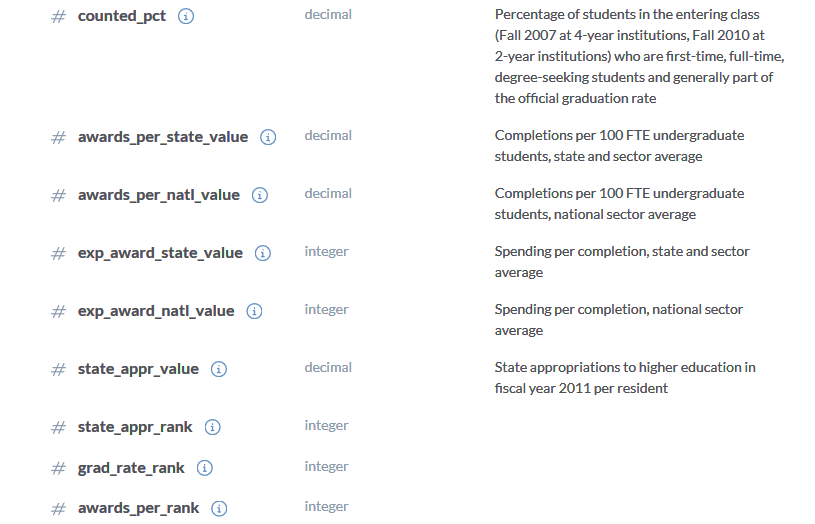 # counted_pct i decimal Percentage of students in the entering class
(Fall 2007 at 4-year institutions, Fall 2010 at
2-year institutions) who are first-time, full-time,
degree-seeking students and generally part of
the official graduation rate
# awards_per_state_value i decimal Completions per 100 FTE undergraduate
students, state and sector average
# awards_per_natl_value i decimal Completions per 100 FTE undergraduate
students, national sector average
# exp_award_state_value i integer Spending per completion, state and sector
average
# exp_award_natl_value i integer Spending per completion, national sector
average
# state_appr_value i decimal State appropriations to higher education in
fiscal year 2011 per resident
# state_appr_rank i integer
# grad_rate_rank i integer
# awards_per_rank i integer